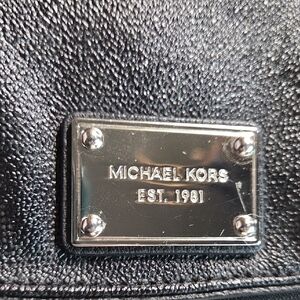 MICHAEL KORS
EST. 1981